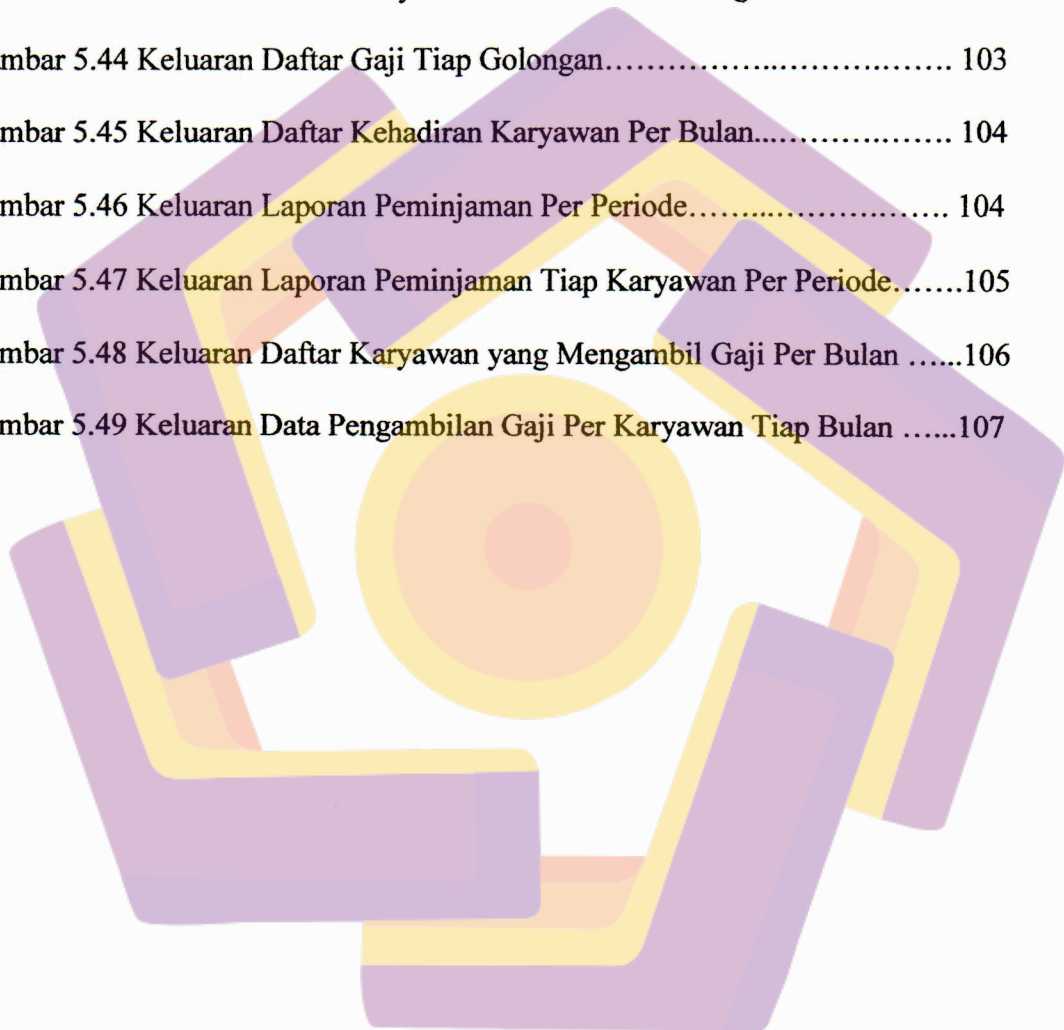 mbar 5.44 Keluaran Daftar Gaji Tiap Golongan........................................ 103
mbar 5.45 Keluaran Daftar Kehadiran Karyawan Per Bulan....................... 104
mbar 5.46 Keluaran Laporan Peminjaman Per Periode............................. 104
mbar 5.47 Keluaran Laporan Peminjaman Tiap Karyawan Per Periode.......105
mbar 5.48 Keluaran Daftar Karyawan yang Mengambil Gaji Per Bulan ......106
mbar 5.49 Keluaran Data Pengambilan Gaji Per Karyawan Tiap Bulan ......107